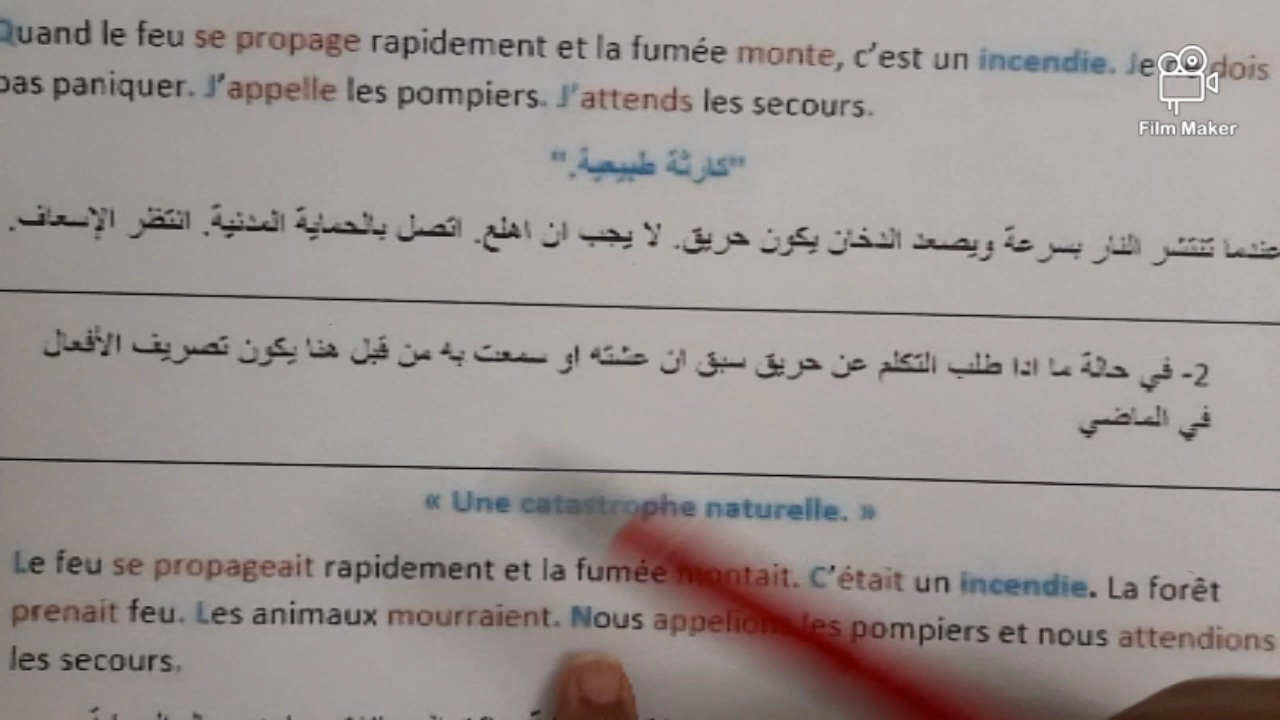 Quand le feu se propage rapidement et la fumée monte, c'est un incendie. Je dois
pas paniquer. J'appelle les pompiers. J'attends les secours.
Film Maker
"كارثة طبيعية."
عندما تنتشر النار بسرعة ويصعد الدخان يكون حريق. لا يجب ان اهلع. اتصل بالحماية المدنية. انتظر الإسعاف.
2- في حالة ما اذا طلب التكلم عن حريق سبق ان عشته او سمعت به من قبل هنا يكون تصريف الأفعال
في الماضي
« Une catastrophe naturelle. »
Le feu se propageait rapidement et la fumée montait. C'était un incendie. La forêt
prenait feu. Les animaux mourraient. Nous appelions les pompiers et nous attendions
les secours.